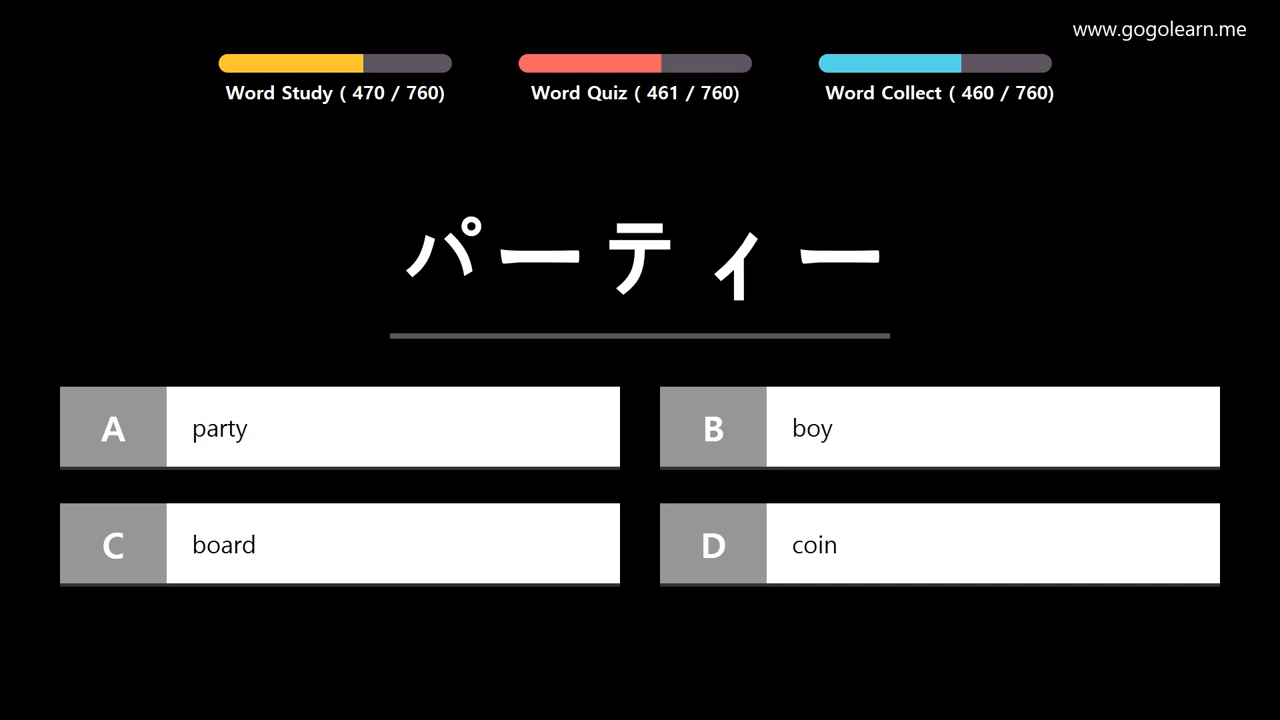 www.gogolearn.me
Word Study ( 470 / 760)
Word Quiz ( 461 / 760)
Word Collect ( 460 / 760)
パーティー
A party
B boy
C board
D coin